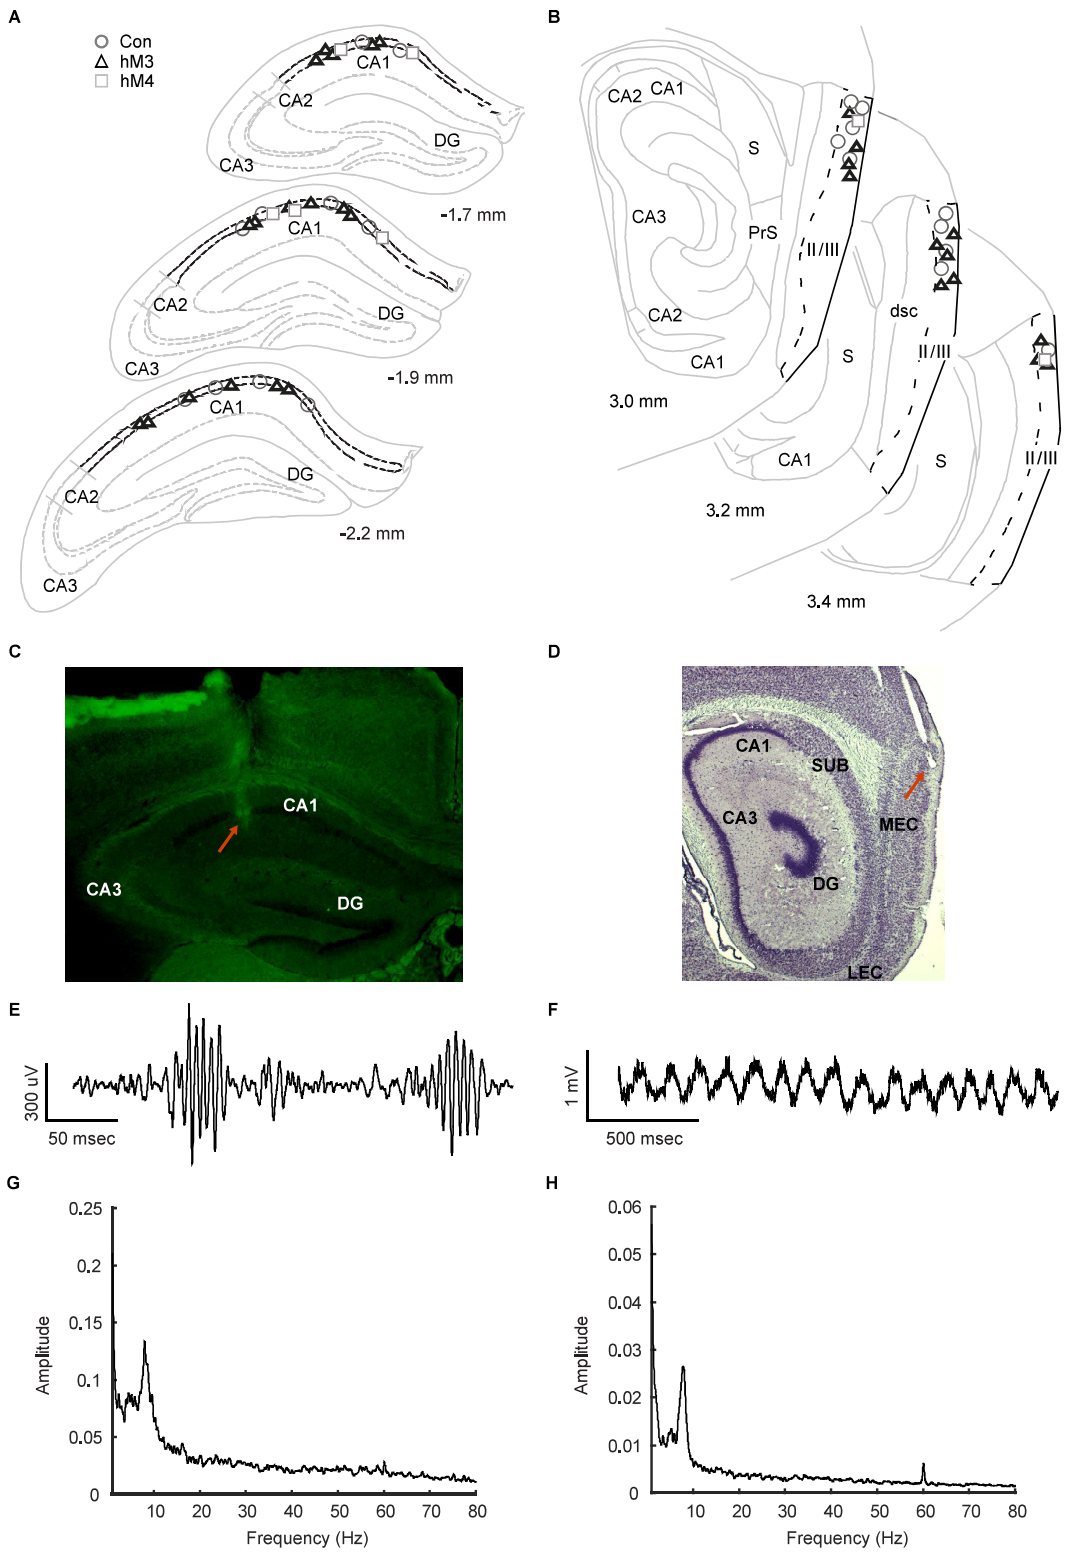 A
Con
hM3
hM4
CA1
CA2
DG
CA3
-1.7 mm
CA1
CA2
DG
CA3
-1.9 mm
CA1
DG
CA2
-2.2 mm
CA3
B
CA2
CA1
S
CA3
PrS
II/III
CA2
dsc
CA1
S
II/III
3.0 mm
CA1
S
II/III
3.2 mm
3.4 mm
C
CA1
CA3
DG
D
CA1
SUB
CA3
MEC
DG
LEC
E
300 uV
50 msec
F
1 mV
500 msec
G
0.25
0.2
0.15
0.1
0.05
0
Amplitude
10 20 30 40 50 60 70 80
Frequency (Hz)
H
0.06
0.05
0.04
0.03
0.02
0.01
0
Amplitude
10 20 30 40 50 60 70 80
Frequency (Hz)